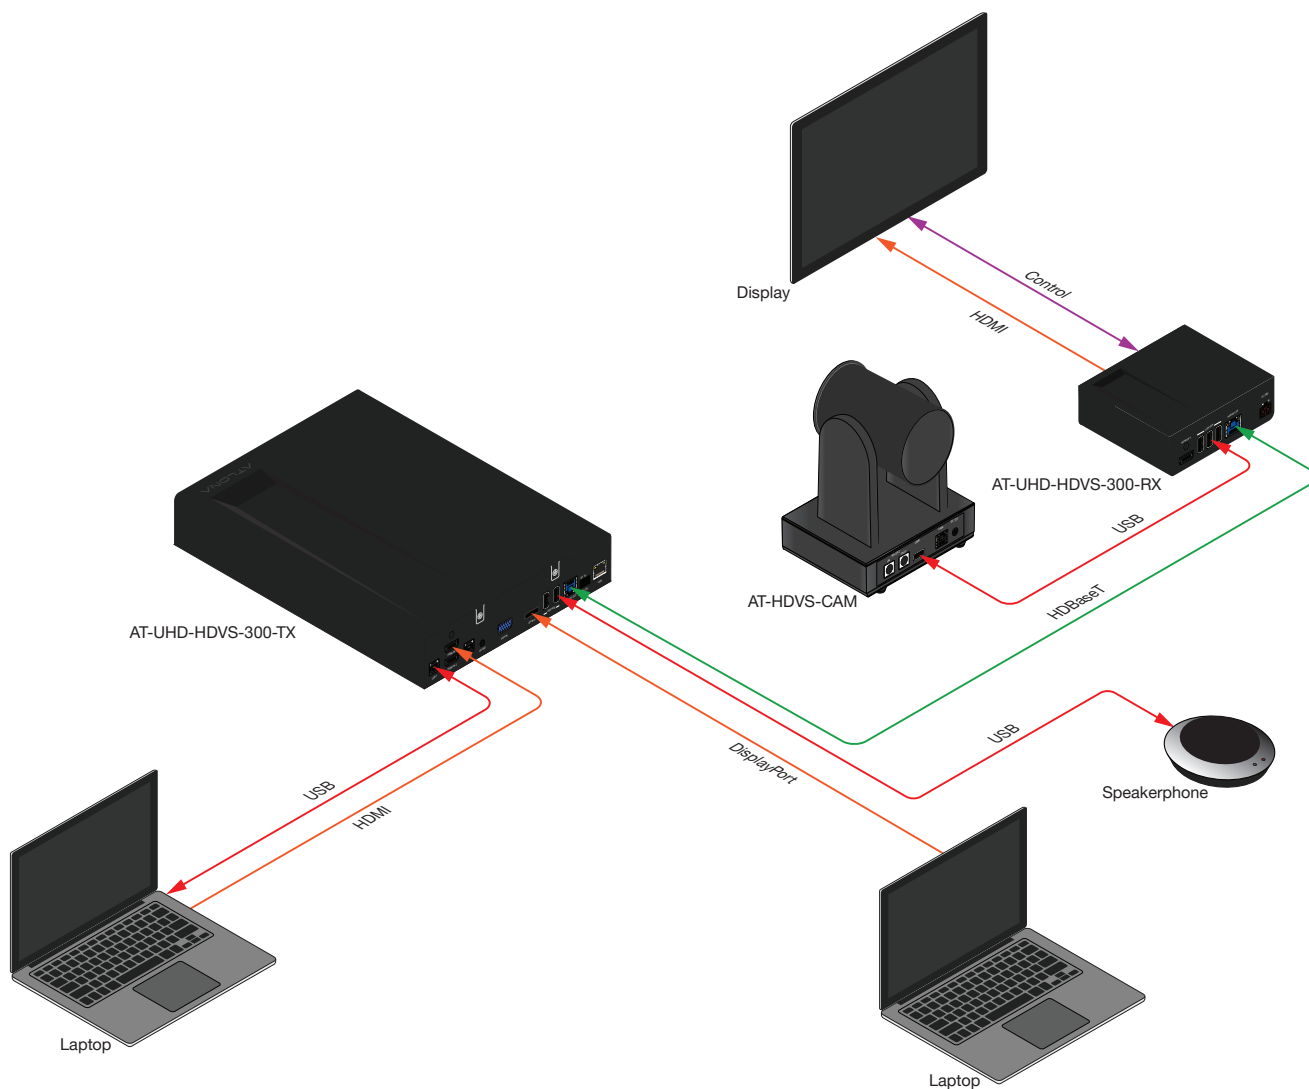 Display
Control
HDMI
AT-UHD-HDVS-300-RX
USB
AT-HDVS-CAM
HDBaseT
ATLONA
AT-UHD-HDVS-300-TX
USB
DisplayPort
Speakerphone
USB
HDMI
Laptop
Laptop